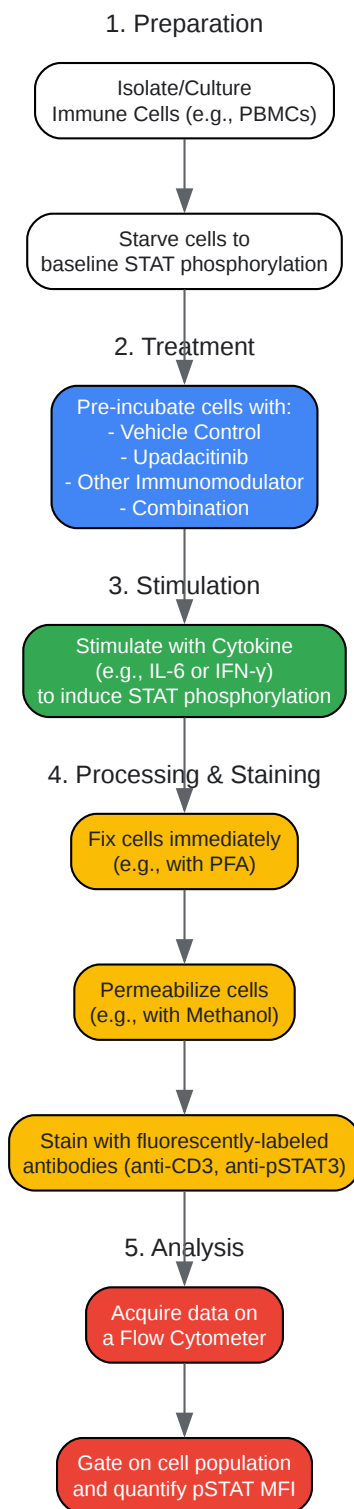 1. Preparation
Isolate/Culture
Immune Cells (e.g., PBMCs)
Starve cells to
baseline STAT phosphorylation
2. Treatment
Pre-incubate cells with:
- Vehicle Control
- Upadacitinib
- Other Immunomodulator
- Combination
3. Stimulation
Stimulate with Cytokine
(e.g., IL-6 or IFN-γ)
to induce STAT phosphorylation
4. Processing & Staining
Fix cells immediately
(e.g., with PFA)
Permeabilize cells
(e.g., with Methanol)
Stain with fluorescently-labeled
antibodies (anti-CD3, anti-pSTAT3)
5. Analysis
Acquire data on
a Flow Cytometer
Gate on cell population
and quantify pSTAT MFI